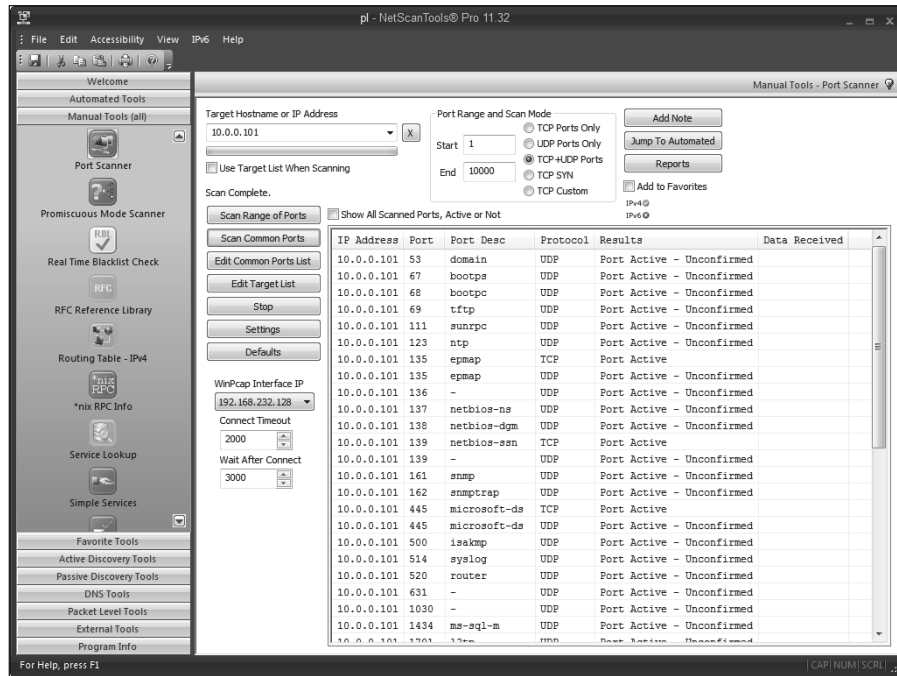 pl - NetScanTools® Pro 11.32
File Edit Accessibility View IPv6 Help
Welcome
Automated Tools
Manual Tools (all)
Port Scanner
Promiscuous Mode Scanner
RBL
Real Time Blacklist Check
RFC
RFC Reference Library
Routing Table - IPv4
*nix
RPC
*nix RPC Info
Service Lookup
Simple Services
Favorite Tools
Active Discovery Tools
Passive Discovery Tools
DNS Tools
Packet Level Tools
External Tools
Program Info
Manual Tools - Port Scanner
Target Hostname or IP Address
10.0.0.101
X
Use Target List When Scanning
Scan Complete.
Port Range and Scan Mode
Start 1
End 10000
TCP Ports Only
UDP Ports Only
TCP+UDP Ports
TCP SYN
TCP Custom
Add Note
Jump To Automated
Reports
Add to Favorites
IPv4
IPv6
Scan Range of Ports
Scan Common Ports
Edit Common Ports List
Edit Target List
Stop
Settings
Defaults
WinPcap Interface IP
192.168.232.128
Connect Timeout
2000
Wait After Connect
3000
Show All Scanned Ports, Active or Not
IP Address Port Port Desc Protocol Results Data Received
10.0.0.101 53 domain UDP Port Active - Unconfirmed
10.0.0.101 67 bootps UDP Port Active - Unconfirmed
10.0.0.101 68 bootpc UDP Port Active - Unconfirmed
10.0.0.101 69 tftp UDP Port Active - Unconfirmed
10.0.0.101 111 sunrpc UDP Port Active - Unconfirmed
10.0.0.101 123 ntp UDP Port Active - Unconfirmed
10.0.0.101 135 epmap TCP Port Active
10.0.0.101 135 epmap UDP Port Active - Unconfirmed
10.0.0.101 136 - UDP Port Active - Unconfirmed
10.0.0.101 137 netbios-ns UDP Port Active - Unconfirmed
10.0.0.101 138 netbios-dgm UDP Port Active - Unconfirmed
10.0.0.101 139 netbios-ssn TCP Port Active
10.0.0.101 139 - UDP Port Active - Unconfirmed
10.0.0.101 161 snmp UDP Port Active - Unconfirmed
10.0.0.101 162 snmptrap UDP Port Active - Unconfirmed
10.0.0.101 445 microsoft-ds TCP Port Active
10.0.0.101 445 microsoft-ds UDP Port Active - Unconfirmed
10.0.0.101 500 isakmp UDP Port Active - Unconfirmed
10.0.0.101 514 syslog UDP Port Active - Unconfirmed
10.0.0.101 520 router UDP Port Active - Unconfirmed
10.0.0.101 631 - UDP Port Active - Unconfirmed
10.0.0.101 1030 - UDP Port Active - Unconfirmed
10.0.0.101 1434 ms-sql-m UDP Port Active - Unconfirmed
10.0.0.101 1701 l2tp UDP Port Active - Unconfirmed
For Help, press F1
CAP NUM SCRL